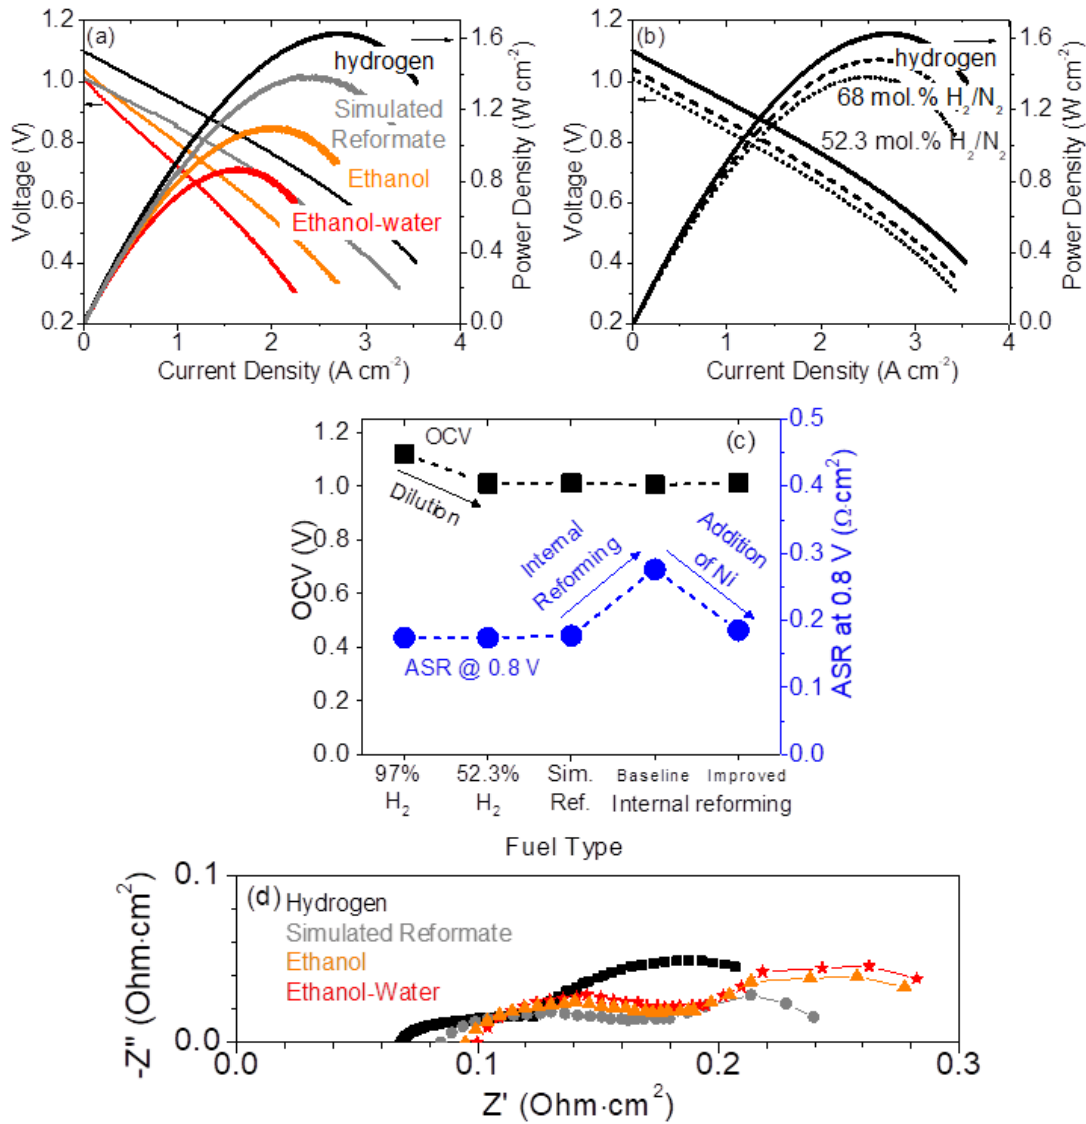 (a)
hydrogen
Simulated
Reformate
Ethanol
Ethanol-water
Voltage (V)
1.2
1.0
0.8
0.6
0.4
0.2
0 1 2 3 4
Current Density (A cm⁻²)
1.6
1.2
0.8
0.4
0.0
Power Density (W cm⁻²)
(b)
hydrogen
68 mol.% H₂/N₂
52.3 mol.% H₂/N₂
Voltage (V)
1.2
1.0
0.8
0.6
0.4
0.2
0 1 2 3 4
Current Density (A cm⁻²)
1.6
1.2
0.8
0.4
0.0
Power Density (W cm⁻²)
(c)
OCV
Dilution
Internal
Reforming
Addition
of Ni
ASR @ 0.8 V
OCV (V)
1.2
1.0
0.8
0.6
0.4
0.2
0.0
0.5
0.4
0.3
0.2
0.1
0.0
ASR at 0.8 V (Ω·cm²)
97% 52.3% Sim. Baseline Improved
H₂ H₂ Ref. Internal reforming
Fuel Type
(d)
Hydrogen
Simulated Reformate
Ethanol
Ethanol-Water
-Z" (Ohm·cm²)
0.1
0.0
0.0 0.1 0.2 0.3
Z' (Ohm·cm²)